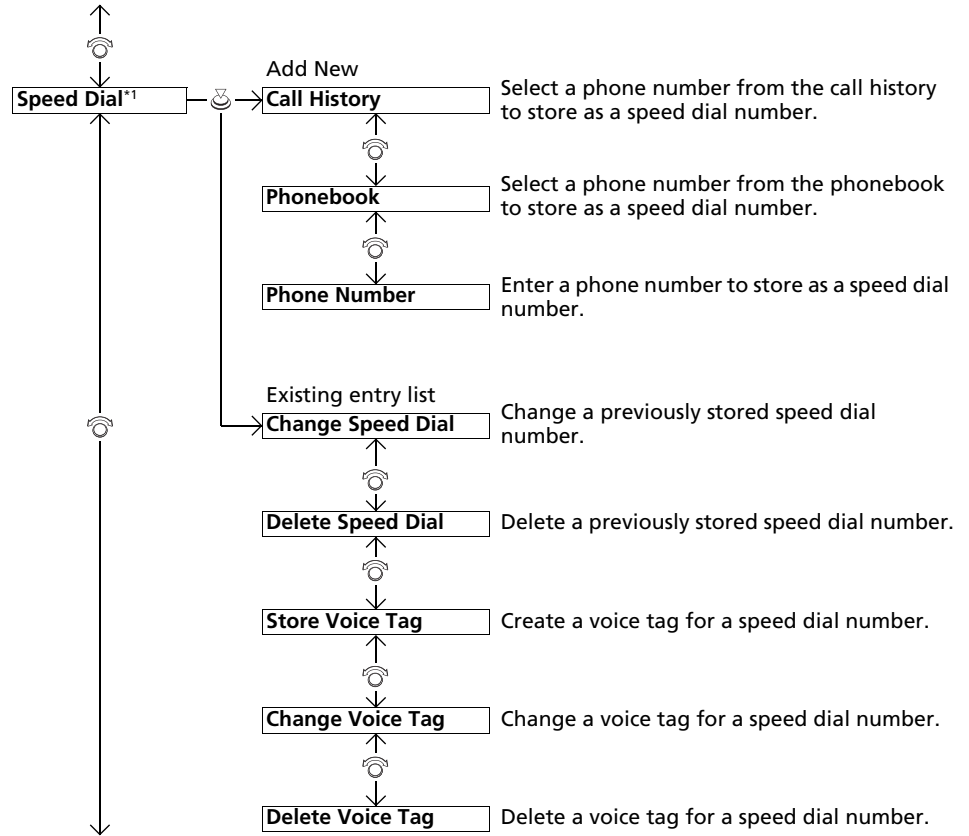 Speed Dial*1
Add New
Call History
Select a phone number from the call history
to store as a speed dial number.
Phonebook
Select a phone number from the phonebook
to store as a speed dial number.
Phone Number
Enter a phone number to store as a speed dial
number.
Existing entry list
Change Speed Dial
Change a previously stored speed dial
number.
Delete Speed Dial
Delete a previously stored speed dial number.
Store Voice Tag
Create a voice tag for a speed dial number.
Change Voice Tag
Change a voice tag for a speed dial number.
Delete Voice Tag
Delete a voice tag for a speed dial number.